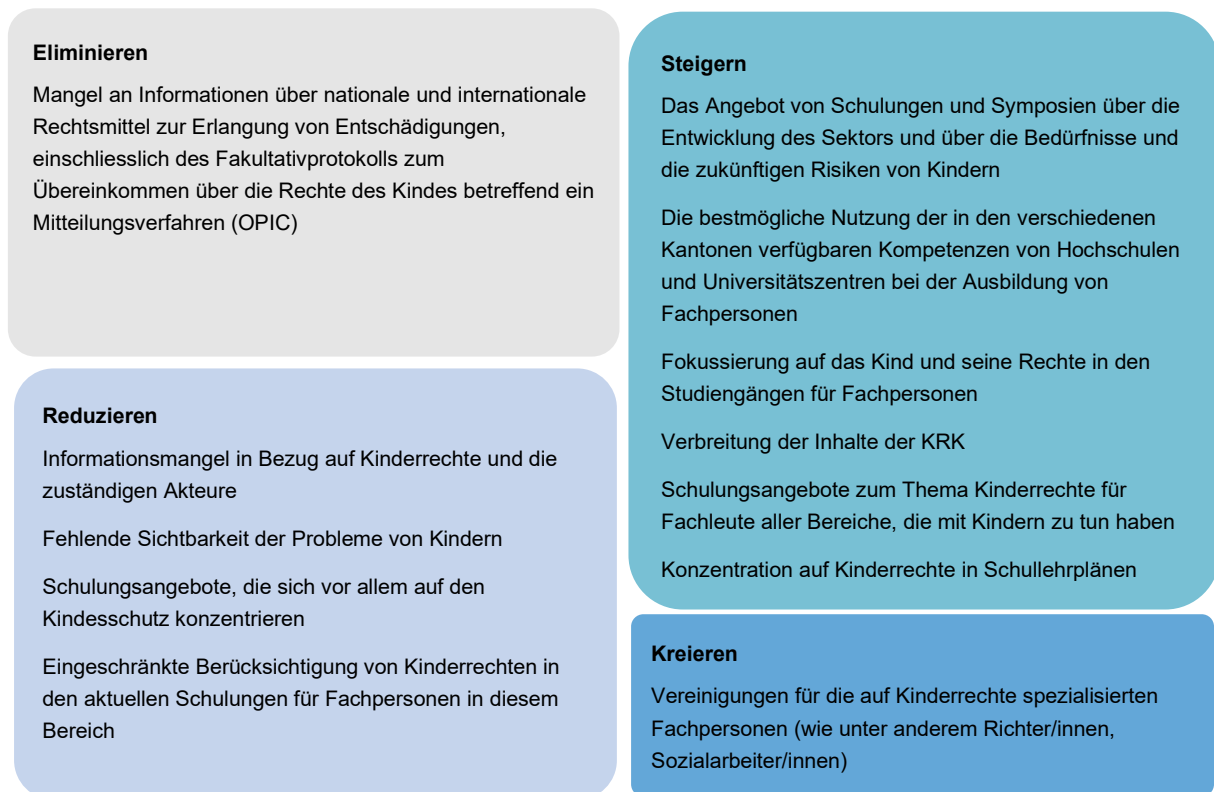 Eliminieren
Mangel an Informationen über nationale und internationale
Rechtsmittel zur Erlangung von Entschädigungen,
einschliesslich des Fakultativprotokolls zum
Übereinkommen über die Rechte des Kindes betreffend ein
Mitteilungsverfahren (OPIC)
Reduzieren
Informationsmangel in Bezug auf Kinderrechte und die
zuständigen Akteure
Fehlende Sichtbarkeit der Probleme von Kindern
Schulungsangebote, die sich vor allem auf den
Kindesschutz konzentrieren
Eingeschränkte Berücksichtigung von Kinderrechten in
den aktuellen Schulungen für Fachpersonen in diesem
Bereich
Steigern
Das Angebot von Schulungen und Symposien über die
Entwicklung des Sektors und über die Bedürfnisse und
die zukünftigen Risiken von Kindern
Die bestmögliche Nutzung der in den verschiedenen
Kantonen verfügbaren Kompetenzen von Hochschulen
und Universitätszentren bei der Ausbildung von
Fachpersonen
Fokussierung auf das Kind und seine Rechte in den
Studiengängen für Fachpersonen
Verbreitung der Inhalte der KRK
Schulungsangebote zum Thema Kinderrechte für
Fachleute aller Bereiche, die mit Kindern zu tun haben
Konzentration auf Kinderrechte in Schullehrplänen
Kreieren
Vereinigungen für die auf Kinderrechte spezialisierten
Fachpersonen (wie unter anderem Richter/innen,
Sozialarbeiter/innen)